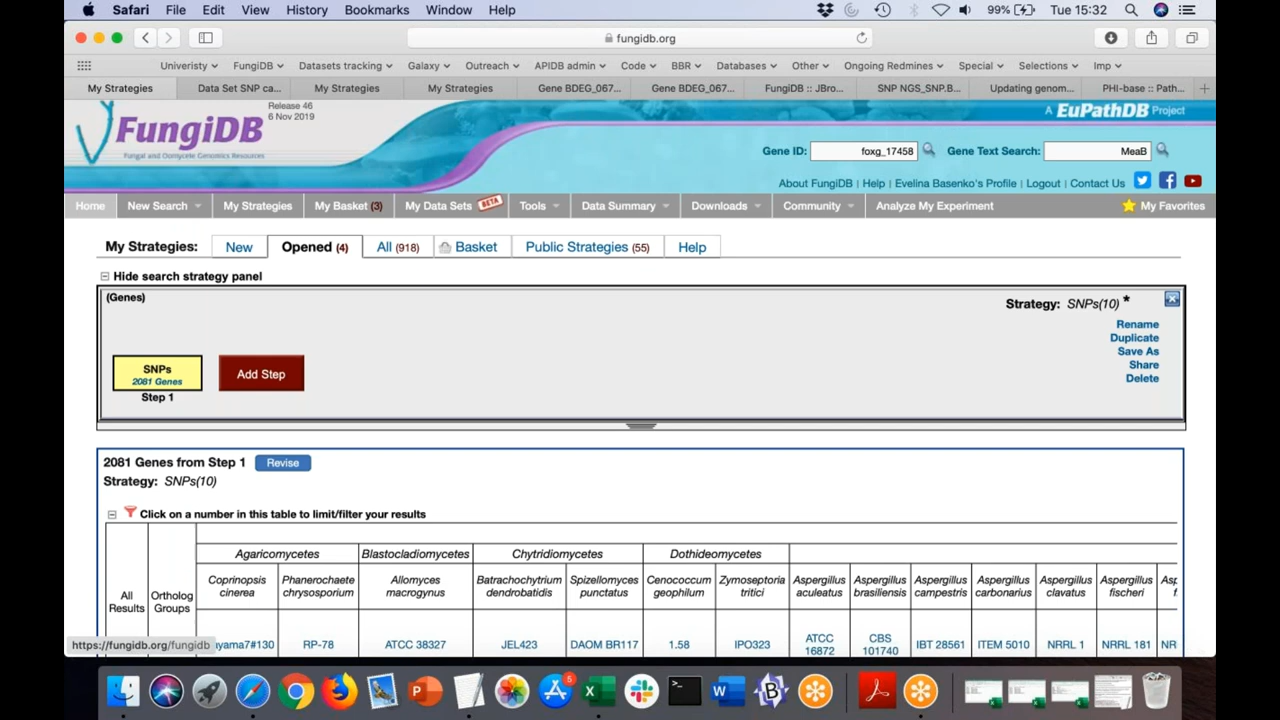 Safari File Edit View History Bookmarks Window Help 99% Tue 15:32
fungidb.org
Univeristy FungiDB Datasets tracking Galaxy Outreach APIDB admin Code BBR Databases Other Ongoing Redmines Special Selections Imp
My Strategies Data Set SNP ca... My Strategies My Strategies Gene BDEG_067... Gene BDEG_067... FungiDB :: JBro... SNP NGS_SNP.B... Updating genom... PHI-base :: Path...
Release 46
6 Nov 2019
FungiDB
Fungal and Oomycete Genomics Resources
A EuPathDB Project
Gene ID: foxg_17458 Gene Text Search: MeaB
About FungiDB | Help | Evelina Basenko's Profile | Logout | Contact Us
Home New Search My Strategies My Basket (3) My Data Sets BETA Tools Data Summary Downloads Community Analyze My Experiment My Favorites
My Strategies: New Opened (4) All (918) Basket Public Strategies (55) Help
Hide search strategy panel
(Genes)
Strategy: SNPs(10) *
Rename
Duplicate
Save As
Share
Delete
SNPs
2081 Genes
Step 1
Add Step
2081 Genes from Step 1 Revise
Strategy: SNPs(10)
Click on a number in this table to limit/filter your results
Agaricomycetes Blastocladiomycetes Chytridiomycetes Dothideomycetes
All Results
Ortholog Groups
Coprinopsis cinerea
Phanerochaete chrysosporium
Allomyces macrogynus
Batrachochytrium dendrobatidis
Spizellomyces punctatus
Cenococcum geophilum
Zymoseptoria tritici
Aspergillus aculeatus
Aspergillus brasiliensis
Aspergillus campestris
Aspergillus carbonarius
Aspergillus clavatus
Aspergillus fischeri
Asp f.
yama7#130 RP-78 ATCC 38327 JEL423 DAOM BR117 1.58 IPO323 ATCC 16872 CBS 101740 IBT 28561 ITEM 5010 NRRL 1 NRRL 181 NR
https://fungidb.org/fungidb
5